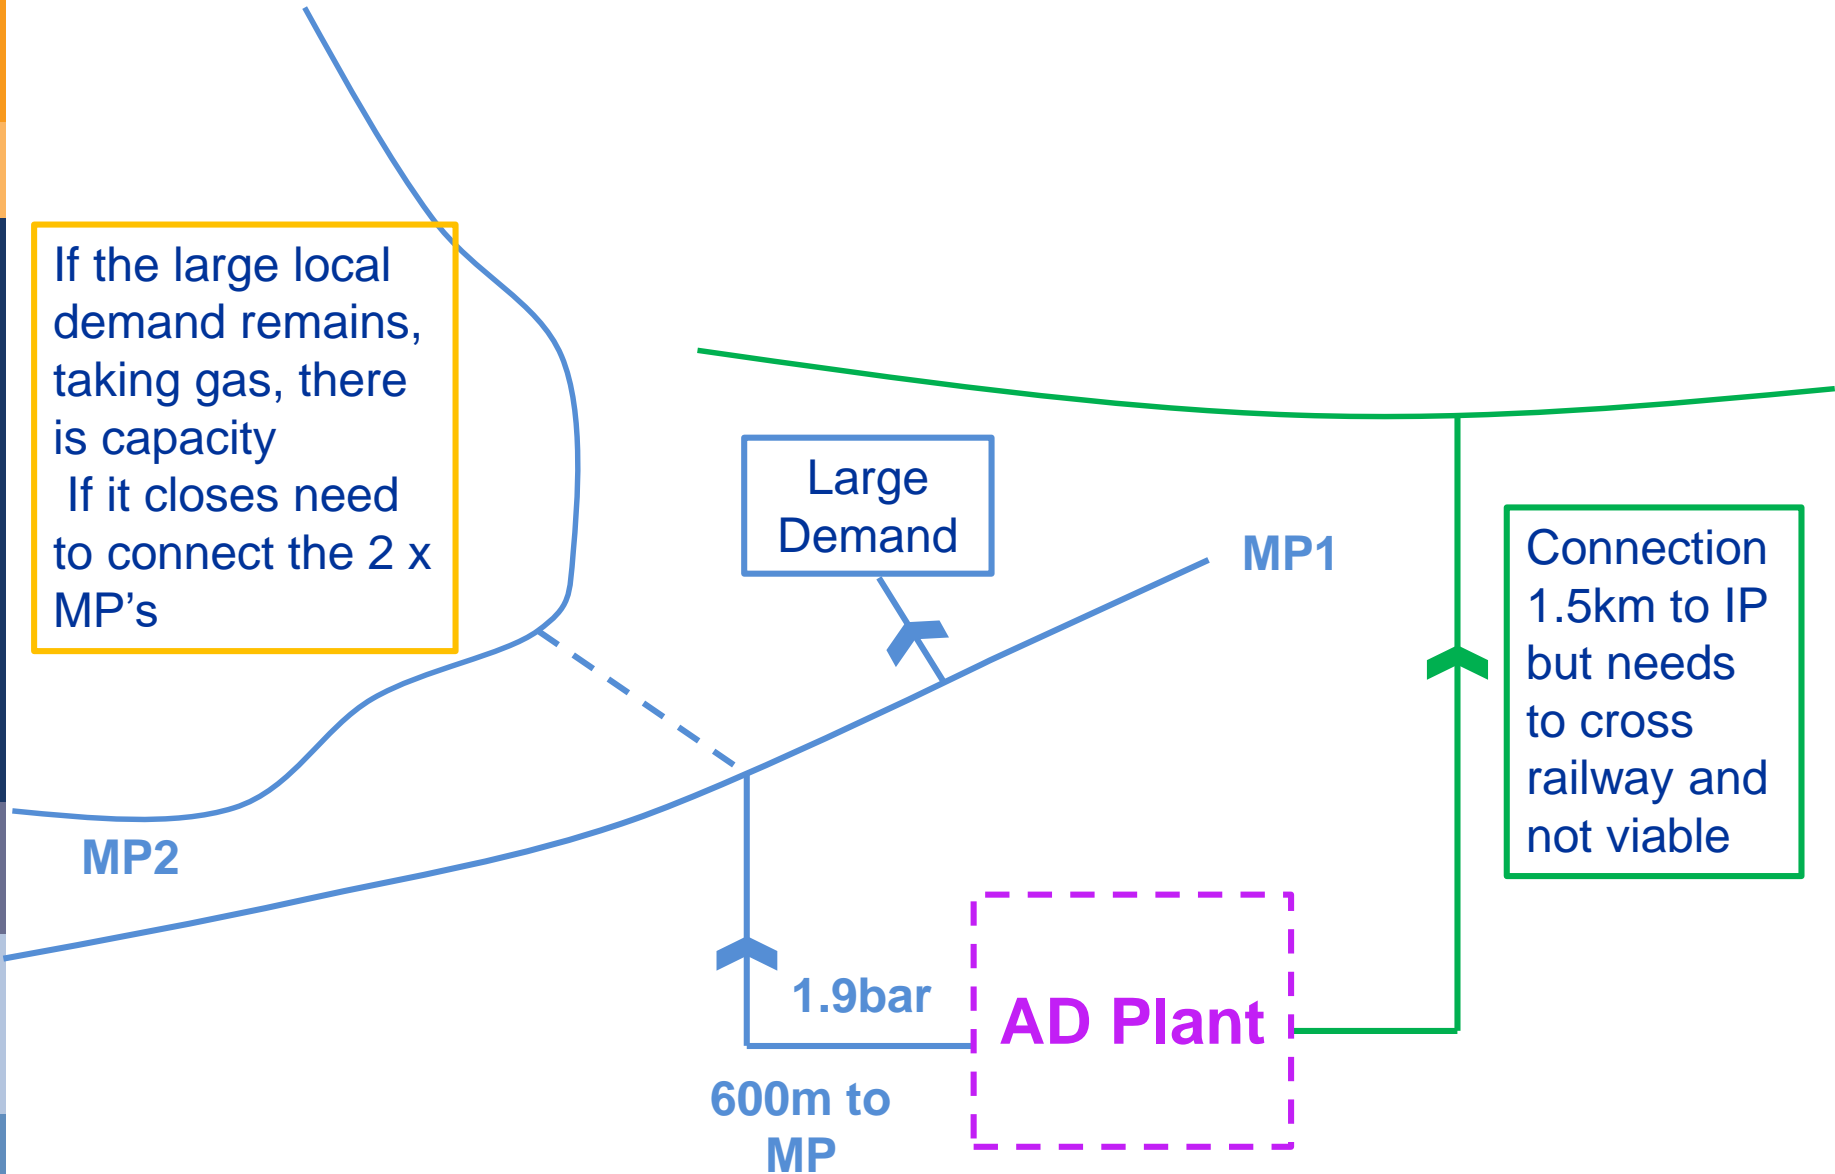 If the large local
demand remains,
taking gas, there
is capacity
If it closes need
to connect the 2 x
MP's
Large
Demand
MP1
Connection
1.5km to IP
but needs
to cross
railway and
not viable
MP2
1.9bar
AD Plant
600m to
MP